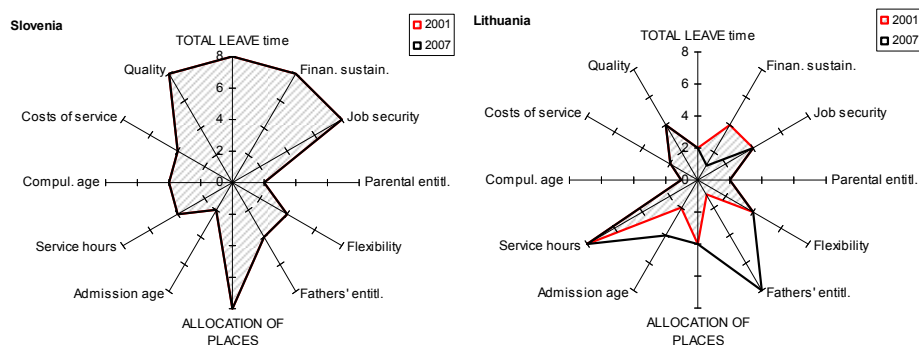 Slovenia
2001
2007
TOTAL LEAVE time
8
Quality
Finan. sustain.
6
Costs of service
Job security
4
2
Compul. age
0
Parental entitl.
Service hours
Flexibility
Admission age
Fathers' entitl.
ALLOCATION OF
PLACES
Lithuania
2001
2007
TOTAL LEAVE time
8
Quality
Finan. sustain.
6
Costs of service
Job security
4
2
Compul. age
0
Parental entitl.
Service hours
Flexibility
Admission age
Fathers' entitl.
ALLOCATION OF
PLACES